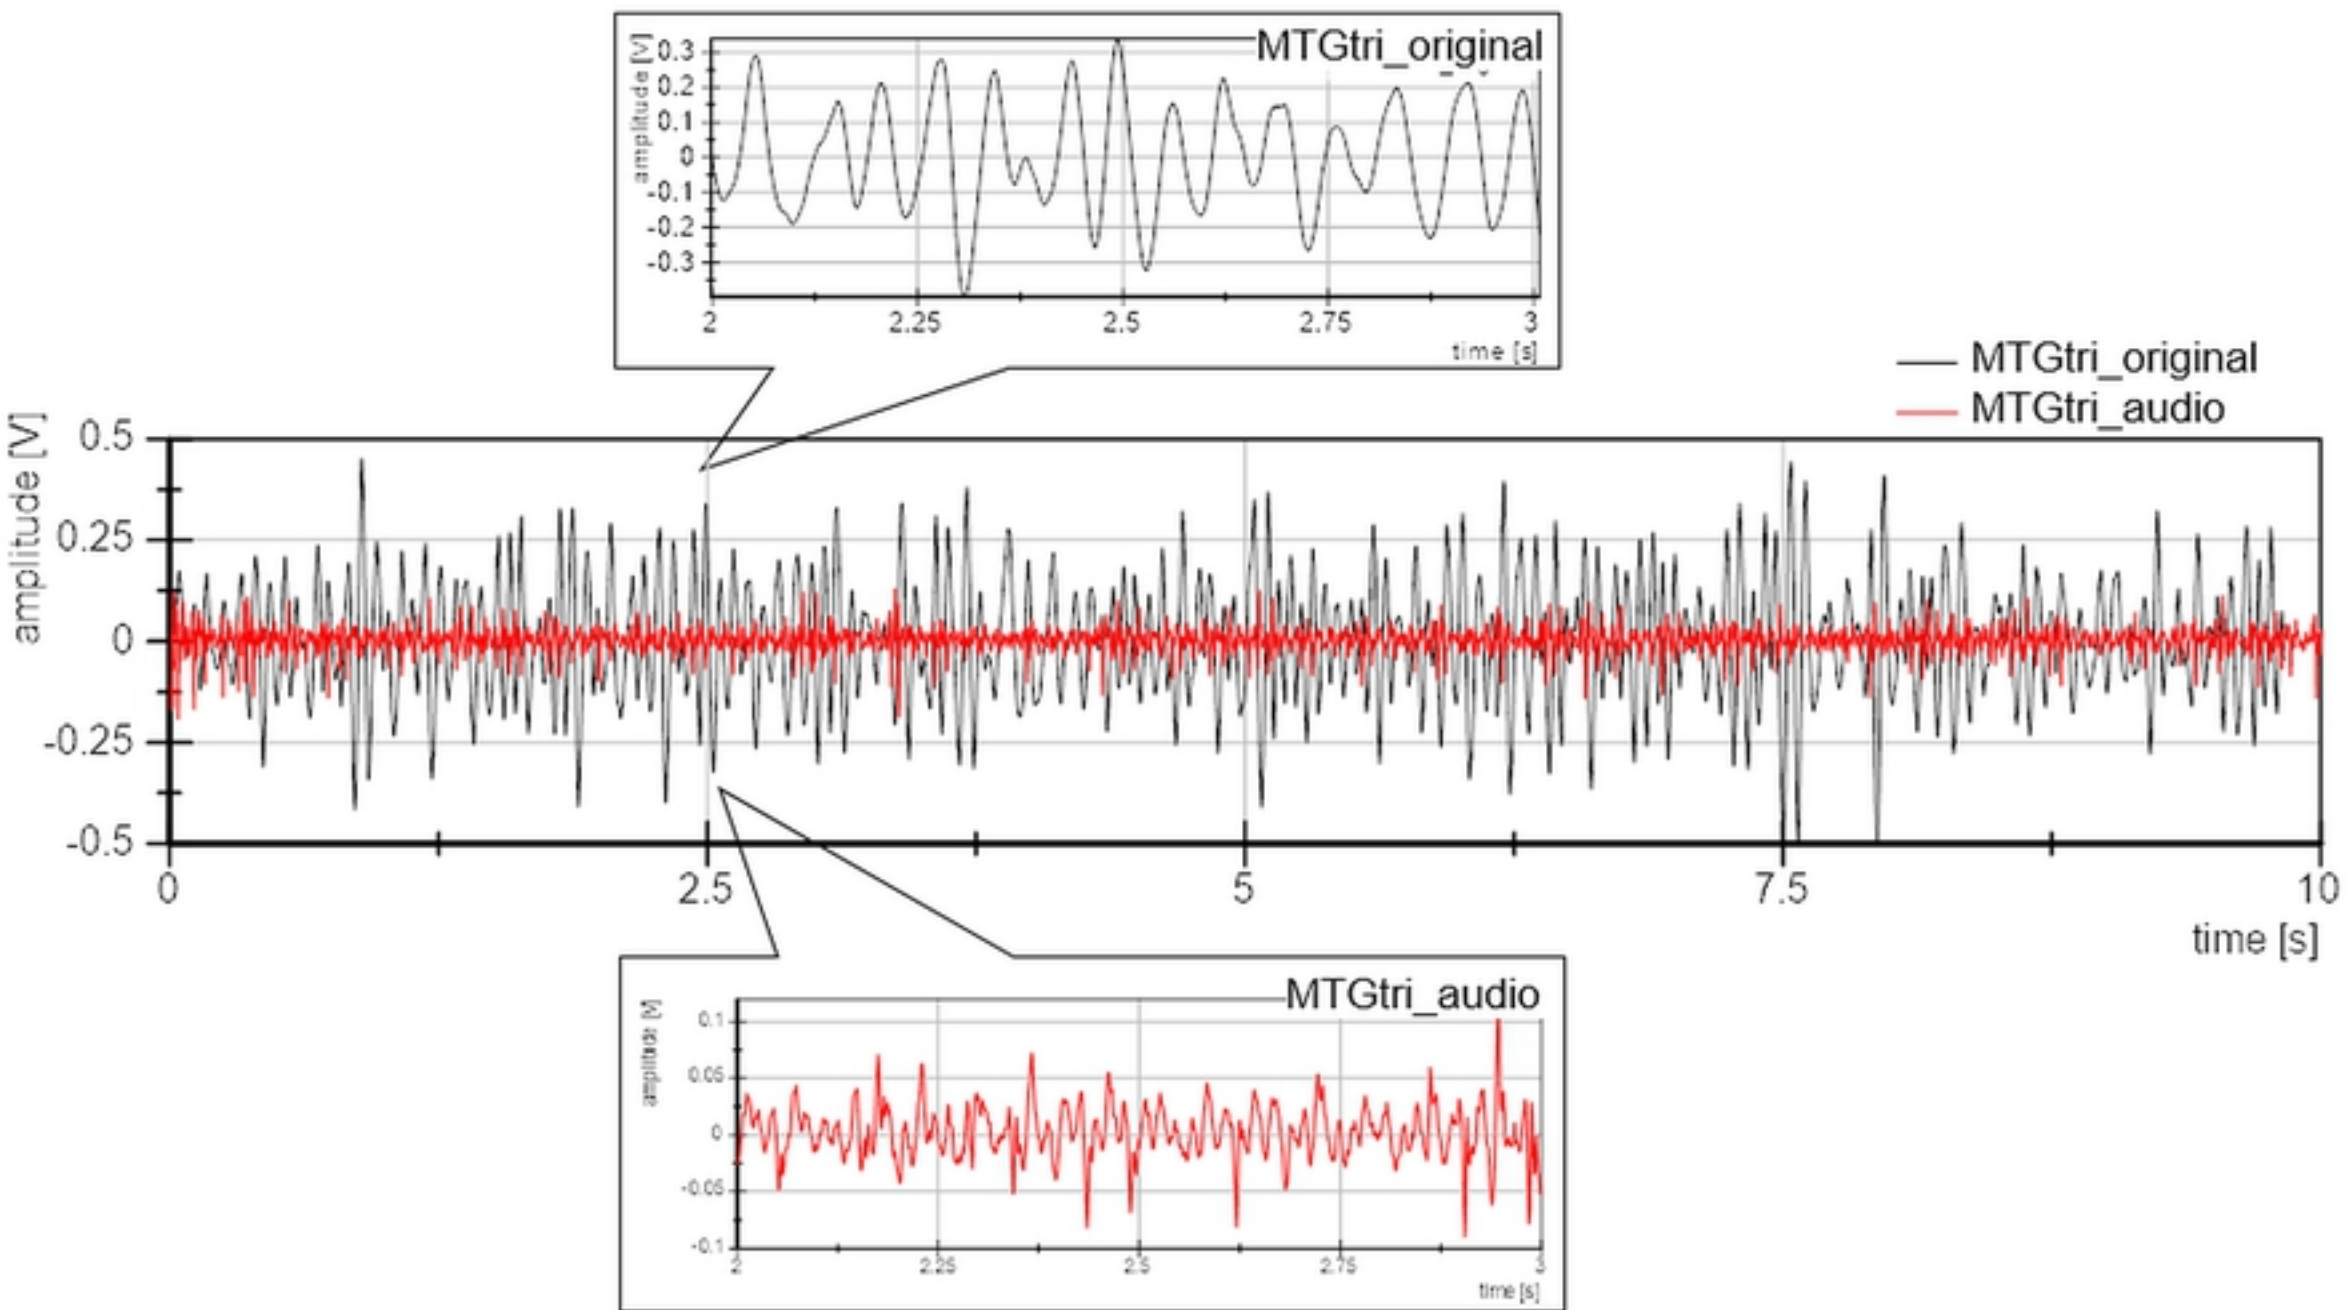 MTGtri_original
amplitude [V]
0.3
0.2
0.1
0
-0.1
-0.2
-0.3
2 2.25 2.5 2.75 3
time [s]
MTGtri_original
MTGtri_audio
amplitude [V]
0.5
0.25
0
-0.25
-0.5
0 2.5 5 7.5 10
time [s]
MTGtri_audio
amplitude [V]
0.1
0.05
0
-0.05
-0.1
2 2.25 2.5 2.75 3
time [s]